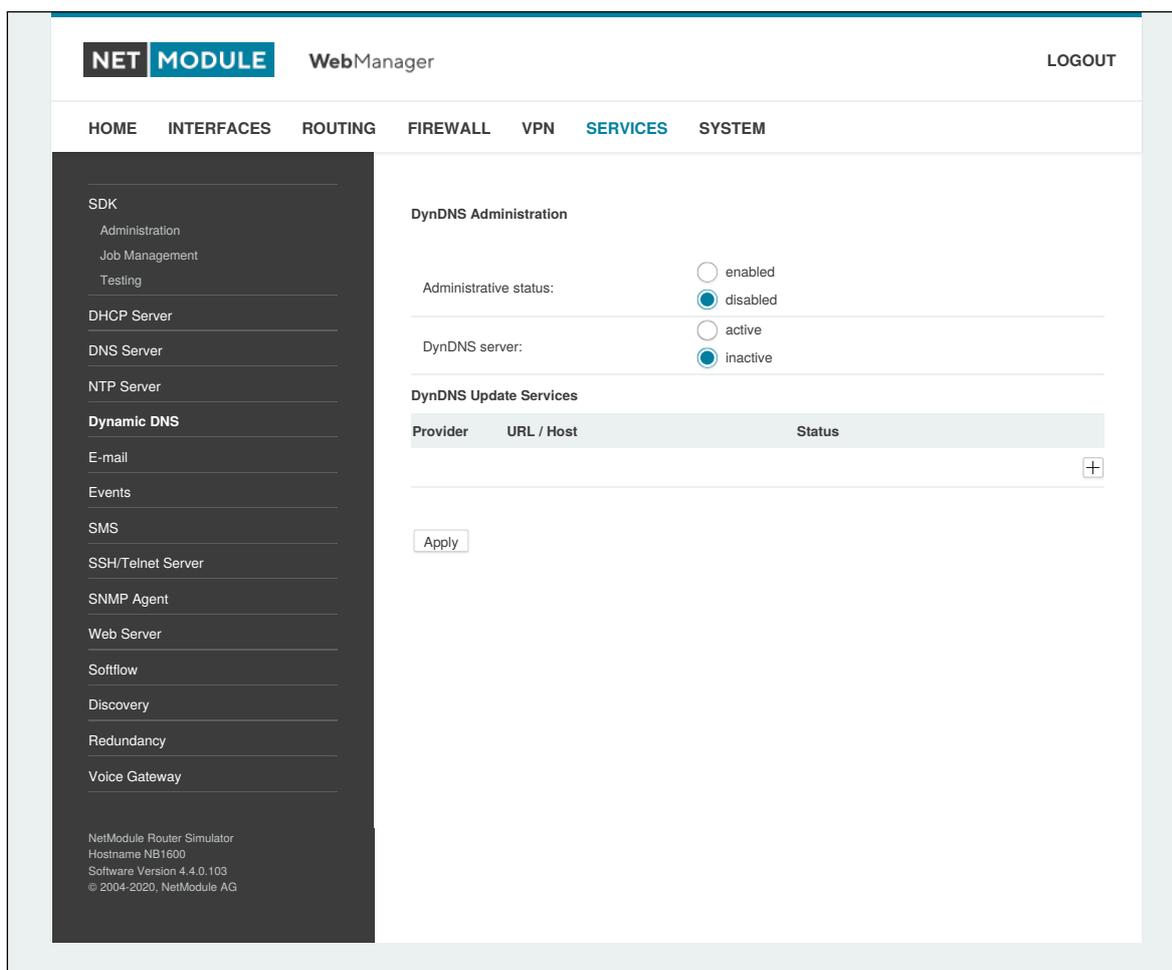 NET MODULE WebManager LOGOUT
HOME INTERFACES ROUTING FIREWALL VPN SERVICES SYSTEM
SDK
Administration
Job Management
Testing
DHCP Server
DNS Server
NTP Server
Dynamic DNS
E-mail
Events
SMS
SSH/Telnet Server
SNMP Agent
Web Server
Softflow
Discovery
Redundancy
Voice Gateway
NetModule Router Simulator
Hostname NB1600
Software Version 4.4.0.103
© 2004-2020, NetModule AG
DynDNS Administration
Administrative status:
enabled
disabled
DynDNS server:
active
inactive
DynDNS Update Services
Provider URL / Host Status
Apply